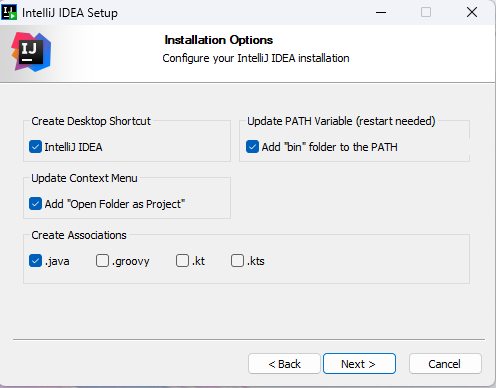 IntelliJ IDEA Setup
IJ
Installation Options
Configure your IntelliJ IDEA installation
Create Desktop Shortcut
IntelliJ IDEA
Update PATH Variable (restart needed)
Add "bin" folder to the PATH
Update Context Menu
Add "Open Folder as Project"
Create Associations
.java .groovy .kt .kts
< Back Next > Cancel